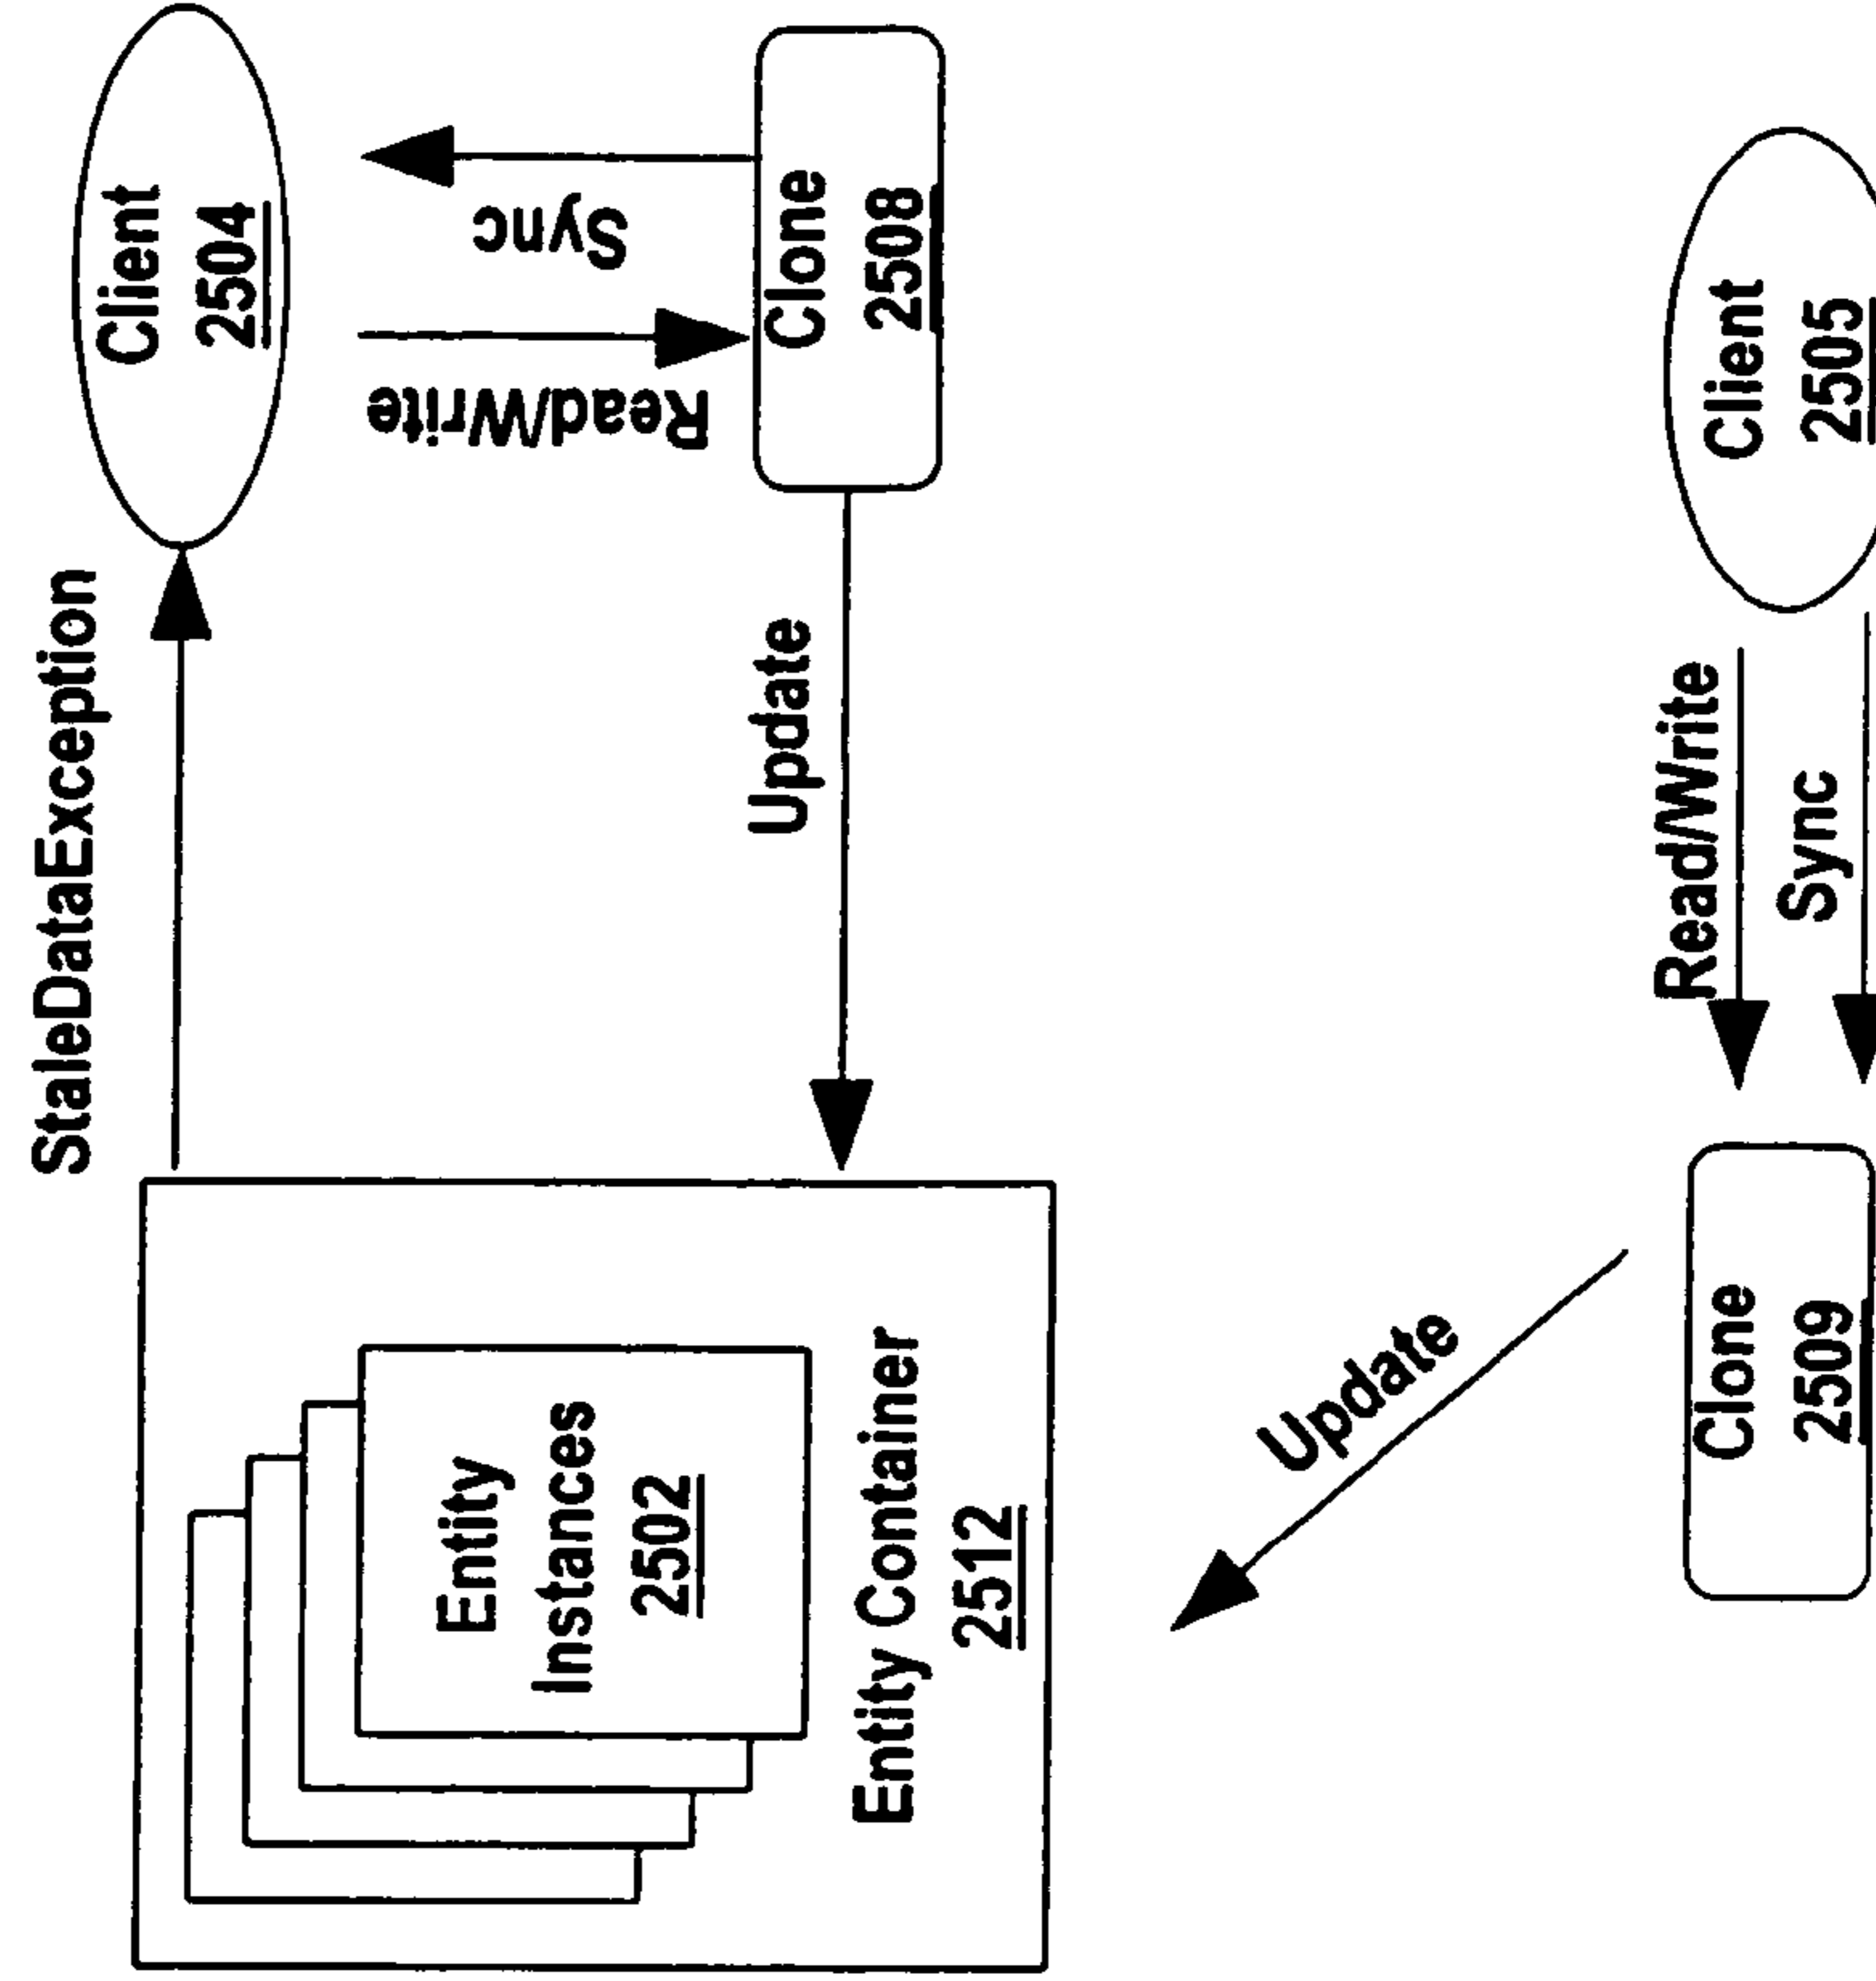 StaleDataException
Client
2504
Sync
Read/Write
Clone
2508
Update
Entity
Instances
2502
Entity Container
2512
Update
Read/Write
Sync
Client
2505
Clone
2509